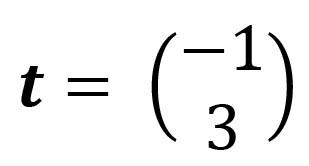 t = (−1
3)